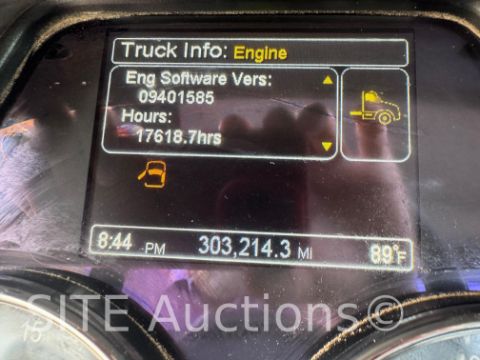 Truck Info: Engine
Eng Software Vers:
09401585
Hours:
17618.7hrs
8:44 PM 303,214.3 MI 89°F
SITE Auctions ©
15